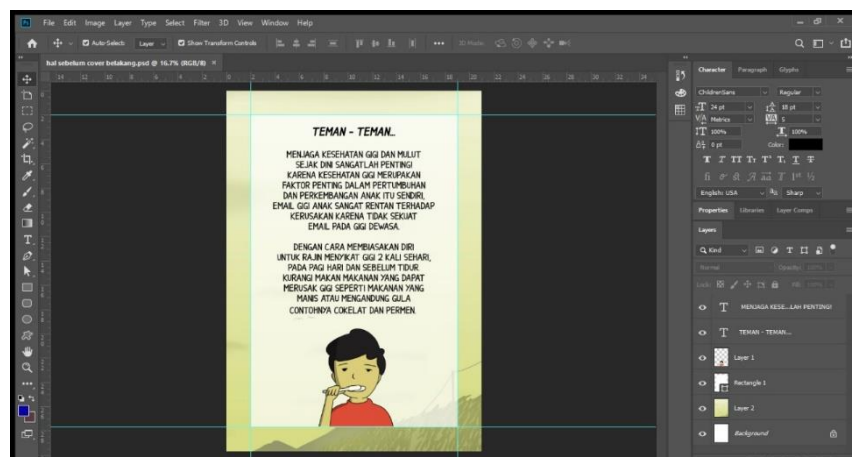 File Edit Image Layer Type Select Filter 3D View Window Help
Auto-Select: Layer Show Transform Controls 3D Mode:
hal sebelum cover belakang.psd @ 16.7% (RGB/8)
TEMAN - TEMAN...
MENJAGA KESEHATAN GIGI DAN MULUT
SEJAK DINI SANGATLAH PENTING!
KARENA KESEHATAN GIGI MERUPAKAN
FAKTOR PENTING DALAM PERTUMBUHAN
DAN PERKEMBANGAN ANAK ITU SENDIRI,
EMAIL GIGI ANAK SANGAT RENTAN TERHADAP
KERUSAKAN KARENA TIDAK SEKUAT
EMAIL PADA GIGI DEWASA.
DENGAN CARA MEMBIASAKAN DIRI
UNTUK RAJIN MENYIKAT GIGI 2 KALI SEHARI,
PADA PAGI HARI DAN SEBELUM TIDUR.
KURANGI MAKAN MAKANAN YANG DAPAT
MERUSAK GIGI SEPERTI MAKANAN YANG
MANIS ATAU MENGANDUNG GULA
CONTOHNYA COKELAT DAN PERMEN.
Character Paragraph Glyphs
ChildrenSans Regular
24 pt 18 pt
Metrics 5
100% 100%
0 pt Color:
English: USA Sharp
Properties Libraries Layer Comps
Layers
Kind
Normal Opacity:
Lock: Fill:
MENJAGA KESE...LAH PENTING!
TEMAN - TEMAN...
Layer 1
Rectangle 1
Layer 2
Background